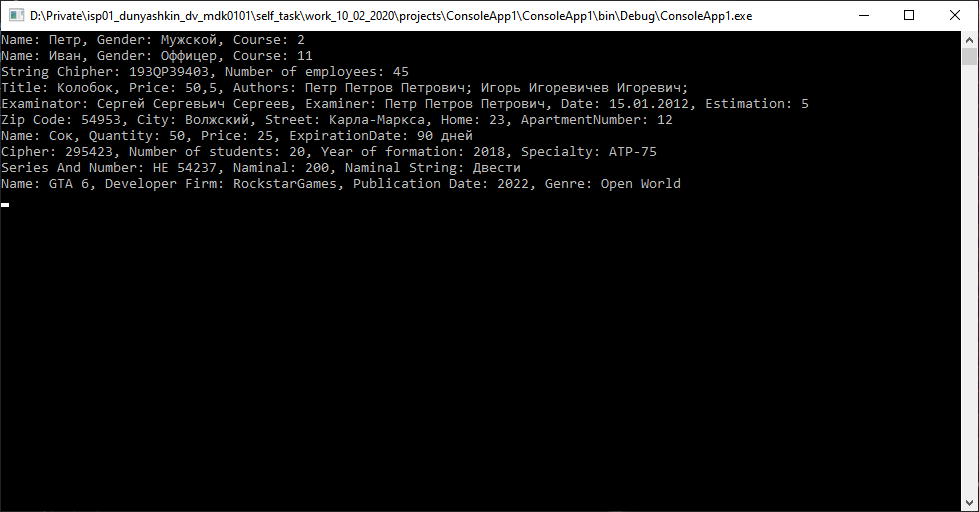 D:\Private\isp01_dunyashkin_dv_mdk0101\self_task\work_10_02_2020\projects\ConsoleApp1\ConsoleApp1\bin\Debug\ConsoleApp1.exe
Name: Петр, Gender: Мужской, Course: 2
Name: Иван, Gender: Оффицер, Course: 11
String Chipher: 193QP39403, Number of employees: 45
Title: Колобок, Price: 50,5, Authors: Петр Петров Петрович; Игорь Игоревичев Игоревич;
Examinator: Сергей Сергевьич Сергеев, Examiner: Петр Петров Петрович, Date: 15.01.2012, Estimation: 5
Zip Code: 54953, City: Волжский, Street: Карла-Маркса, Home: 23, ApartmentNumber: 12
Name: Сок, Quantity: 50, Price: 25, ExpirationDate: 90 дней
Cipher: 295423, Number of students: 20, Year of formation: 2018, Specialty: ATP-75
Series And Number: HE 54237, Naminal: 200, Naminal String: Двести
Name: GTA 6, Developer Firm: RockstarGames, Publication Date: 2022, Genre: Open World